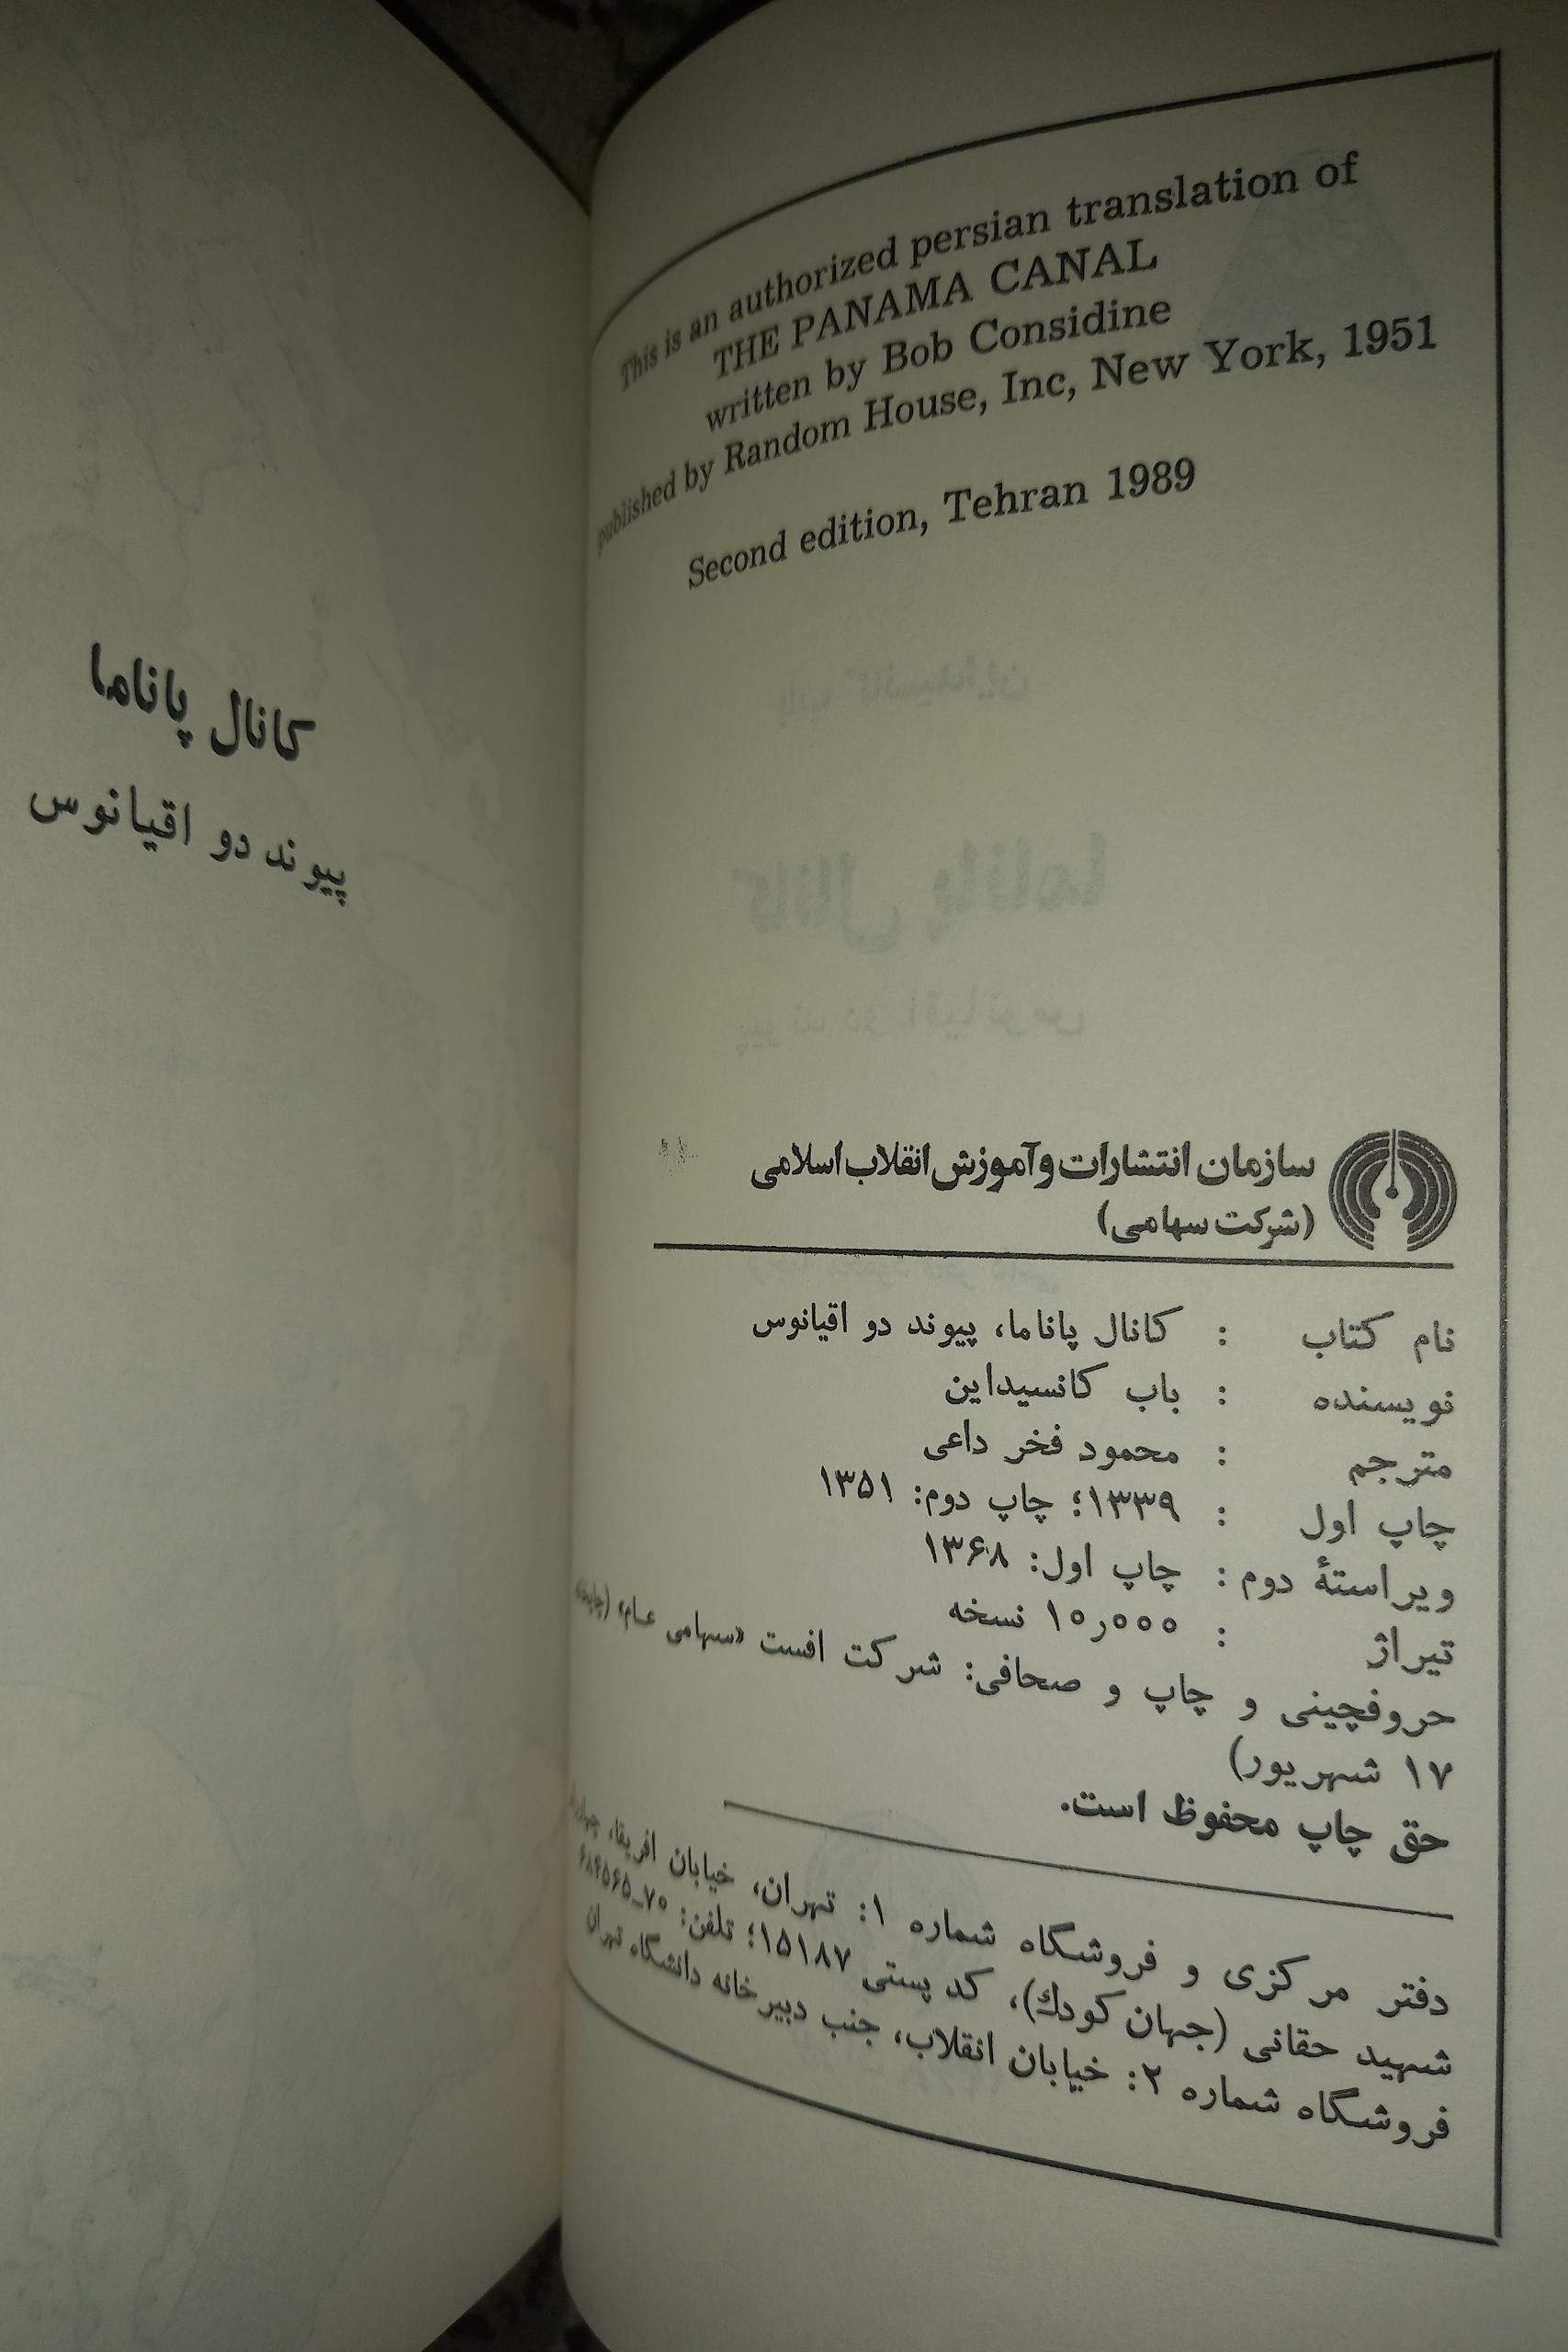 This is an authorized persian translation of
THE PANAMA CANAL
written by Bob Considine
published by Random House, Inc, New York, 1951
Second edition, Tehran 1989
سازمان انتشارات و آموزش انقلاب اسلامی
(شرکت سهامی)
نام کتاب : کانال پاناما، پیوند دو اقیانوس
نویسنده : باب کانسیداین
مترجم : محمود فخر داعی
چاپ اول : ۱۳۳۹؛ چاپ دوم: ۱۳۵۱
ویراستهٔ دوم : چاپ اول: ۱۳۶۸
تیراژ : ۱۰٫۰۰۰ نسخه
حروفچینی و چاپ و صحافی: شرکت افست «سهامی عام» (چاپخانه
۱۷ شهریور)
حق چاپ محفوظ است.
دفتر مرکزی و فروشگاه شماره ۱: تهران، خیابان افریقا،
شهید حقانی (جهان کودك)، کد پستی ۱۵۱۸۷؛ تلفن: ۷۰_۶۸۴۵۶۵
فروشگاه شماره ۲: خیابان انقلاب، جنب دبیرخانه دانشگاه تهران
کانال پاناما
پیوند دو اقیانوس